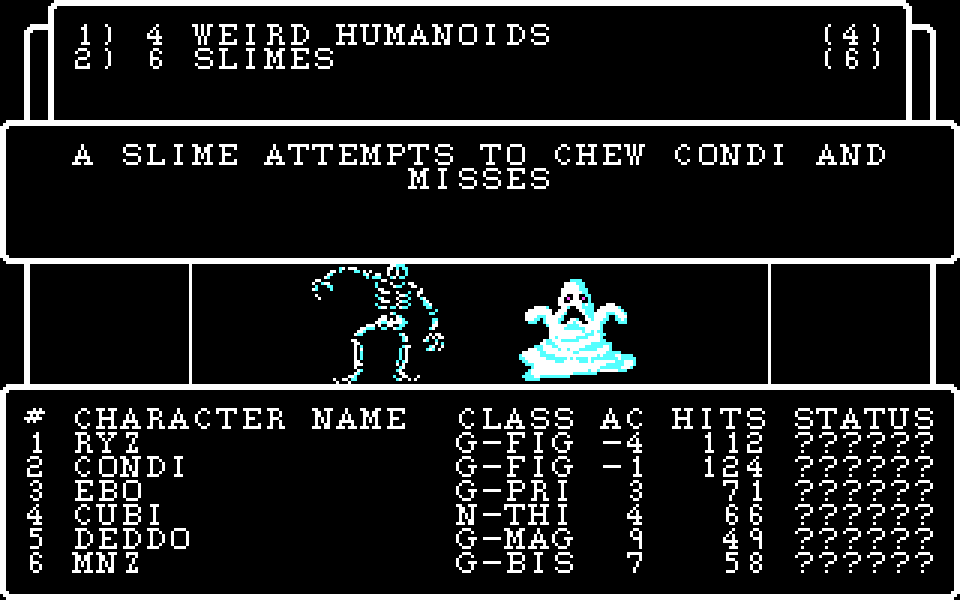 1) 4 WEIRD HUMANOIDS (4)
2) 6 SLIMES (6)
A SLIME ATTEMPTS TO CHEW CONDI AND
MISSES
# CHARACTER NAME CLASS AC HITS STATUS
1 RYZ G-FIG -4 112 ??????
2 CONDI G-FIG -1 124 ??????
3 EBO G-PRI 3 71 ??????
4 CUBI N-THI 4 66 ??????
5 DEDDO G-MAG 9 49 ??????
6 MNZ G-BIS 7 58 ??????